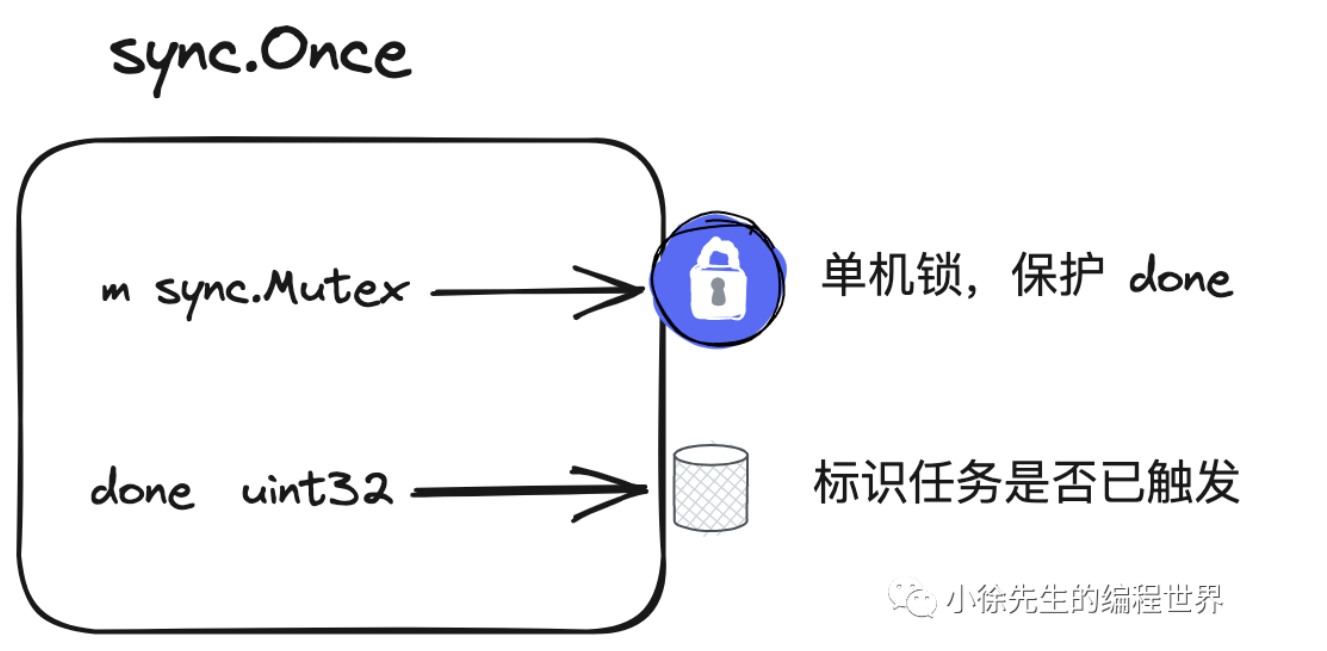 sync.Once
m sync.Mutex
单机锁，保护 done
done uint32
标识任务是否已触发
小徐先生的编程世界